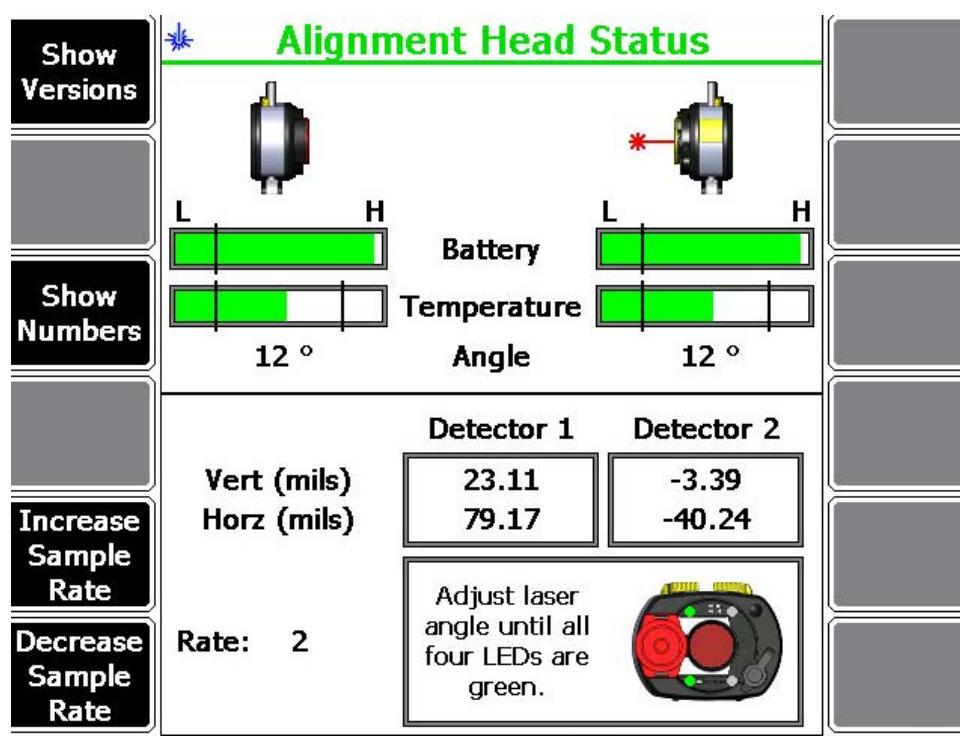 Show
Versions
Alignment Head Status
L H L H
Battery
Show
Numbers
Temperature
12 ° Angle 12 °
Detector 1 Detector 2
Vert (mils) 23.11 -3.39
Horz (mils) 79.17 -40.24
Increase
Sample
Rate
Adjust laser
angle until all
four LEDs are
green.
Rate: 2
Decrease
Sample
Rate